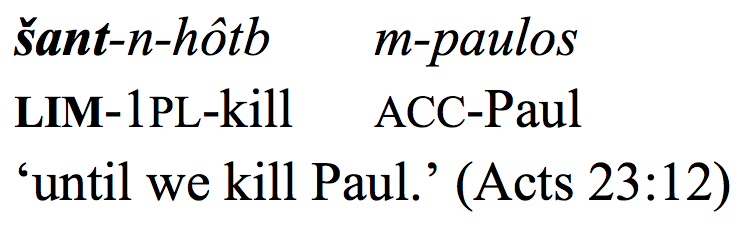 šant-n-hôtb m-paulos
LIM-1PL-kill ACC-Paul
‘until we kill Paul.’ (Acts 23:12)